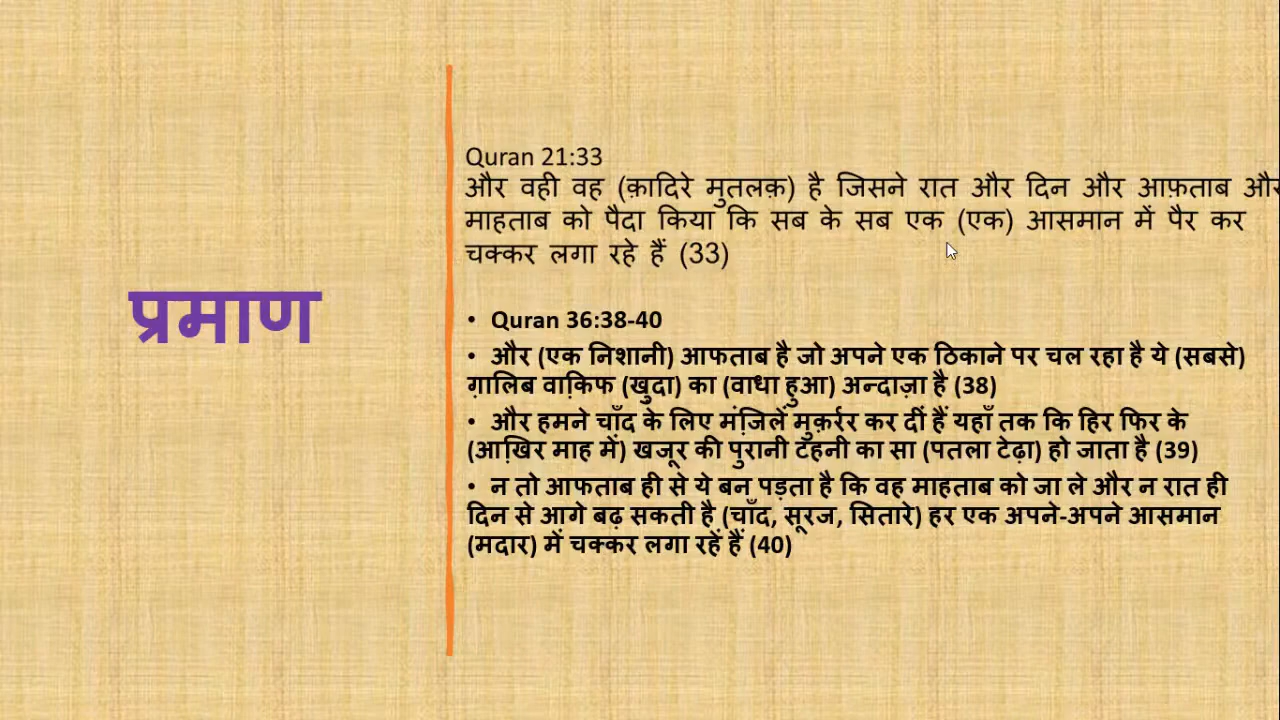 प्रमाण
Quran 21:33
और वही वह (क़ादिरे मुतलक़) है जिसने रात और दिन और आफ़ताब और
माहताब को पैदा किया कि सब के सब एक (एक) आसमान में पैर कर
चक्कर लगा रहे हैं (33)
• Quran 36:38-40
• और (एक निशानी) आफताब है जो अपने एक ठिकाने पर चल रहा है ये (सबसे)
ग़ालिब वाक़िफ (खुदा) का (वाधा हुआ) अन्दाज़ा है (38)
• और हमने चाँद के लिए मंज़िलें मुक़र्रर कर दीं हैं यहाँ तक कि हिर फिर के
(आख़िर माह में) खजूर की पुरानी टहनी का सा (पतला टेढ़ा) हो जाता है (39)
• न तो आफताब ही से ये बन पड़ता है कि वह माहताब को जा ले और न रात ही
दिन से आगे बढ़ सकती है (चाँद, सूरज, सितारे) हर एक अपने-अपने आसमान
(मदार) में चक्कर लगा रहें हैं (40)